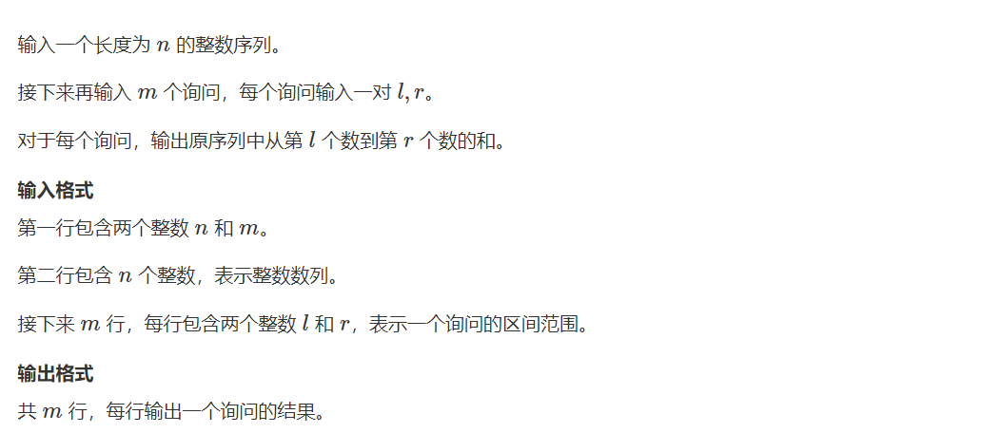 输入一个长度为 n 的整数序列。
接下来再输入 m 个询问，每个询问输入一对 l, r。
对于每个询问，输出原序列中从第 l 个数到第 r 个数的和。
输入格式
第一行包含两个整数 n 和 m。
第二行包含 n 个整数，表示整数数列。
接下来 m 行，每行包含两个整数 l 和 r，表示一个询问的区间范围。
输出格式
共 m 行，每行输出一个询问的结果。